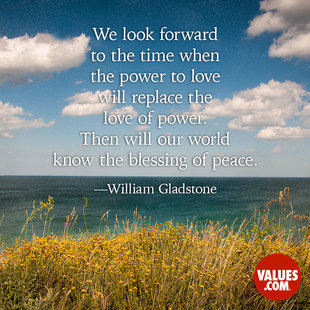 We look forward
to the time when
the power to love
will replace the
love of power.
Then will our world
know the blessing of peace.
—William Gladstone
VALUES
.COM